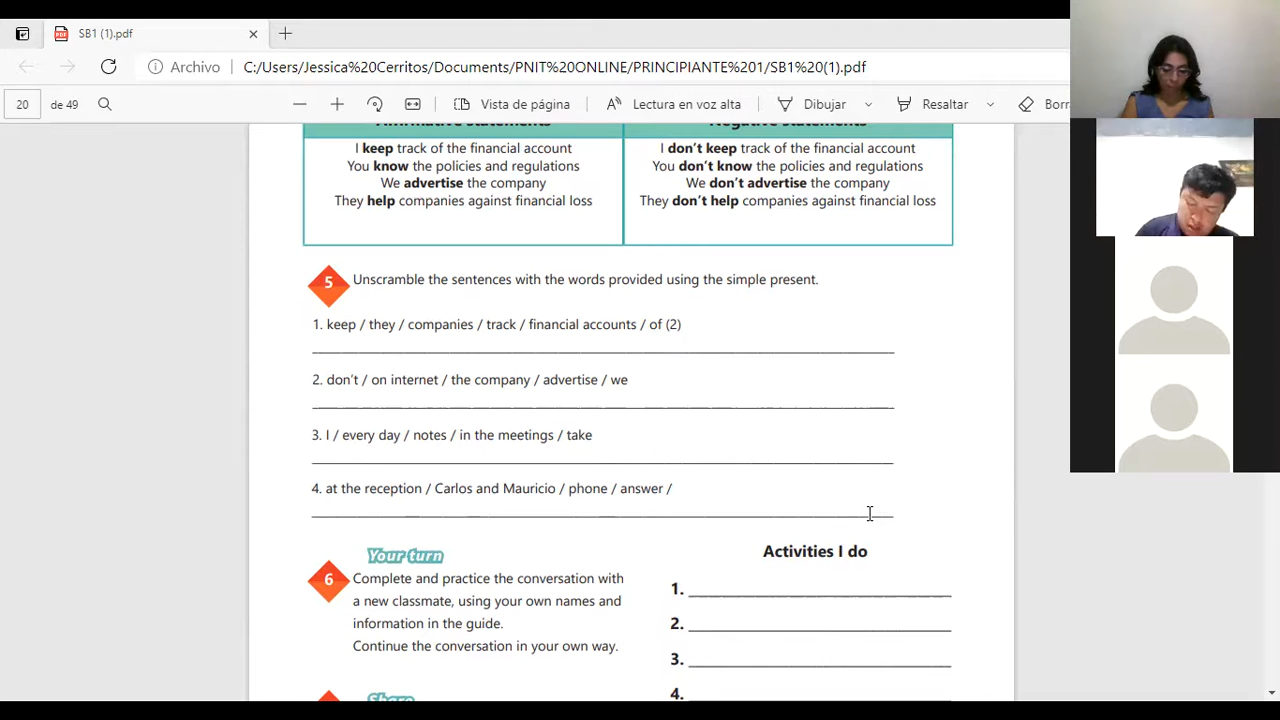 SB1 (1).pdf
Archivo C:/Users/Jessica%20Cerritos/Documents/PNIT%20ONLINE/PRINCIPIANTE%201/SB1%20(1).pdf
20 de 49 Vista de página Lectura en voz alta Dibujar Resaltar Borra
Affirmative statements Negative statements
I keep track of the financial account I don't keep track of the financial account
You know the policies and regulations You don't know the policies and regulations
We advertise the company We don't advertise the company
They help companies against financial loss They don't help companies against financial loss
5 Unscramble the sentences with the words provided using the simple present.
1. keep / they / companies / track / financial accounts / of (2)
2. don't / on internet / the company / advertise / we
3. I / every day / notes / in the meetings / take
4. at the reception / Carlos and Mauricio / phone / answer /
Your turn
Activities I do
6 Complete and practice the conversation with
a new classmate, using your own names and
information in the guide.
Continue the conversation in your own way.
1.
2.
3.
4.
Share